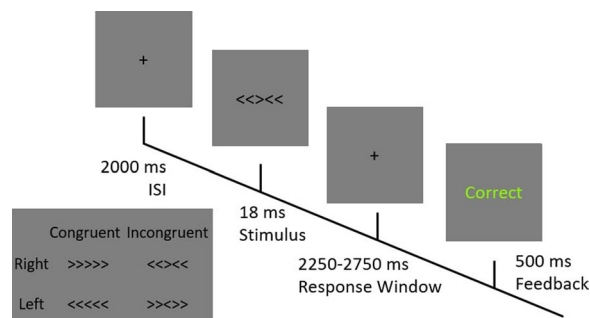 +
<<><<
+
Correct
2000 ms
ISI
18 ms
Stimulus
2250-2750 ms
Response Window
500 ms
Feedback
Congruent Incongruent
Right >>>>> <<><<
Left <<<<< >><>>